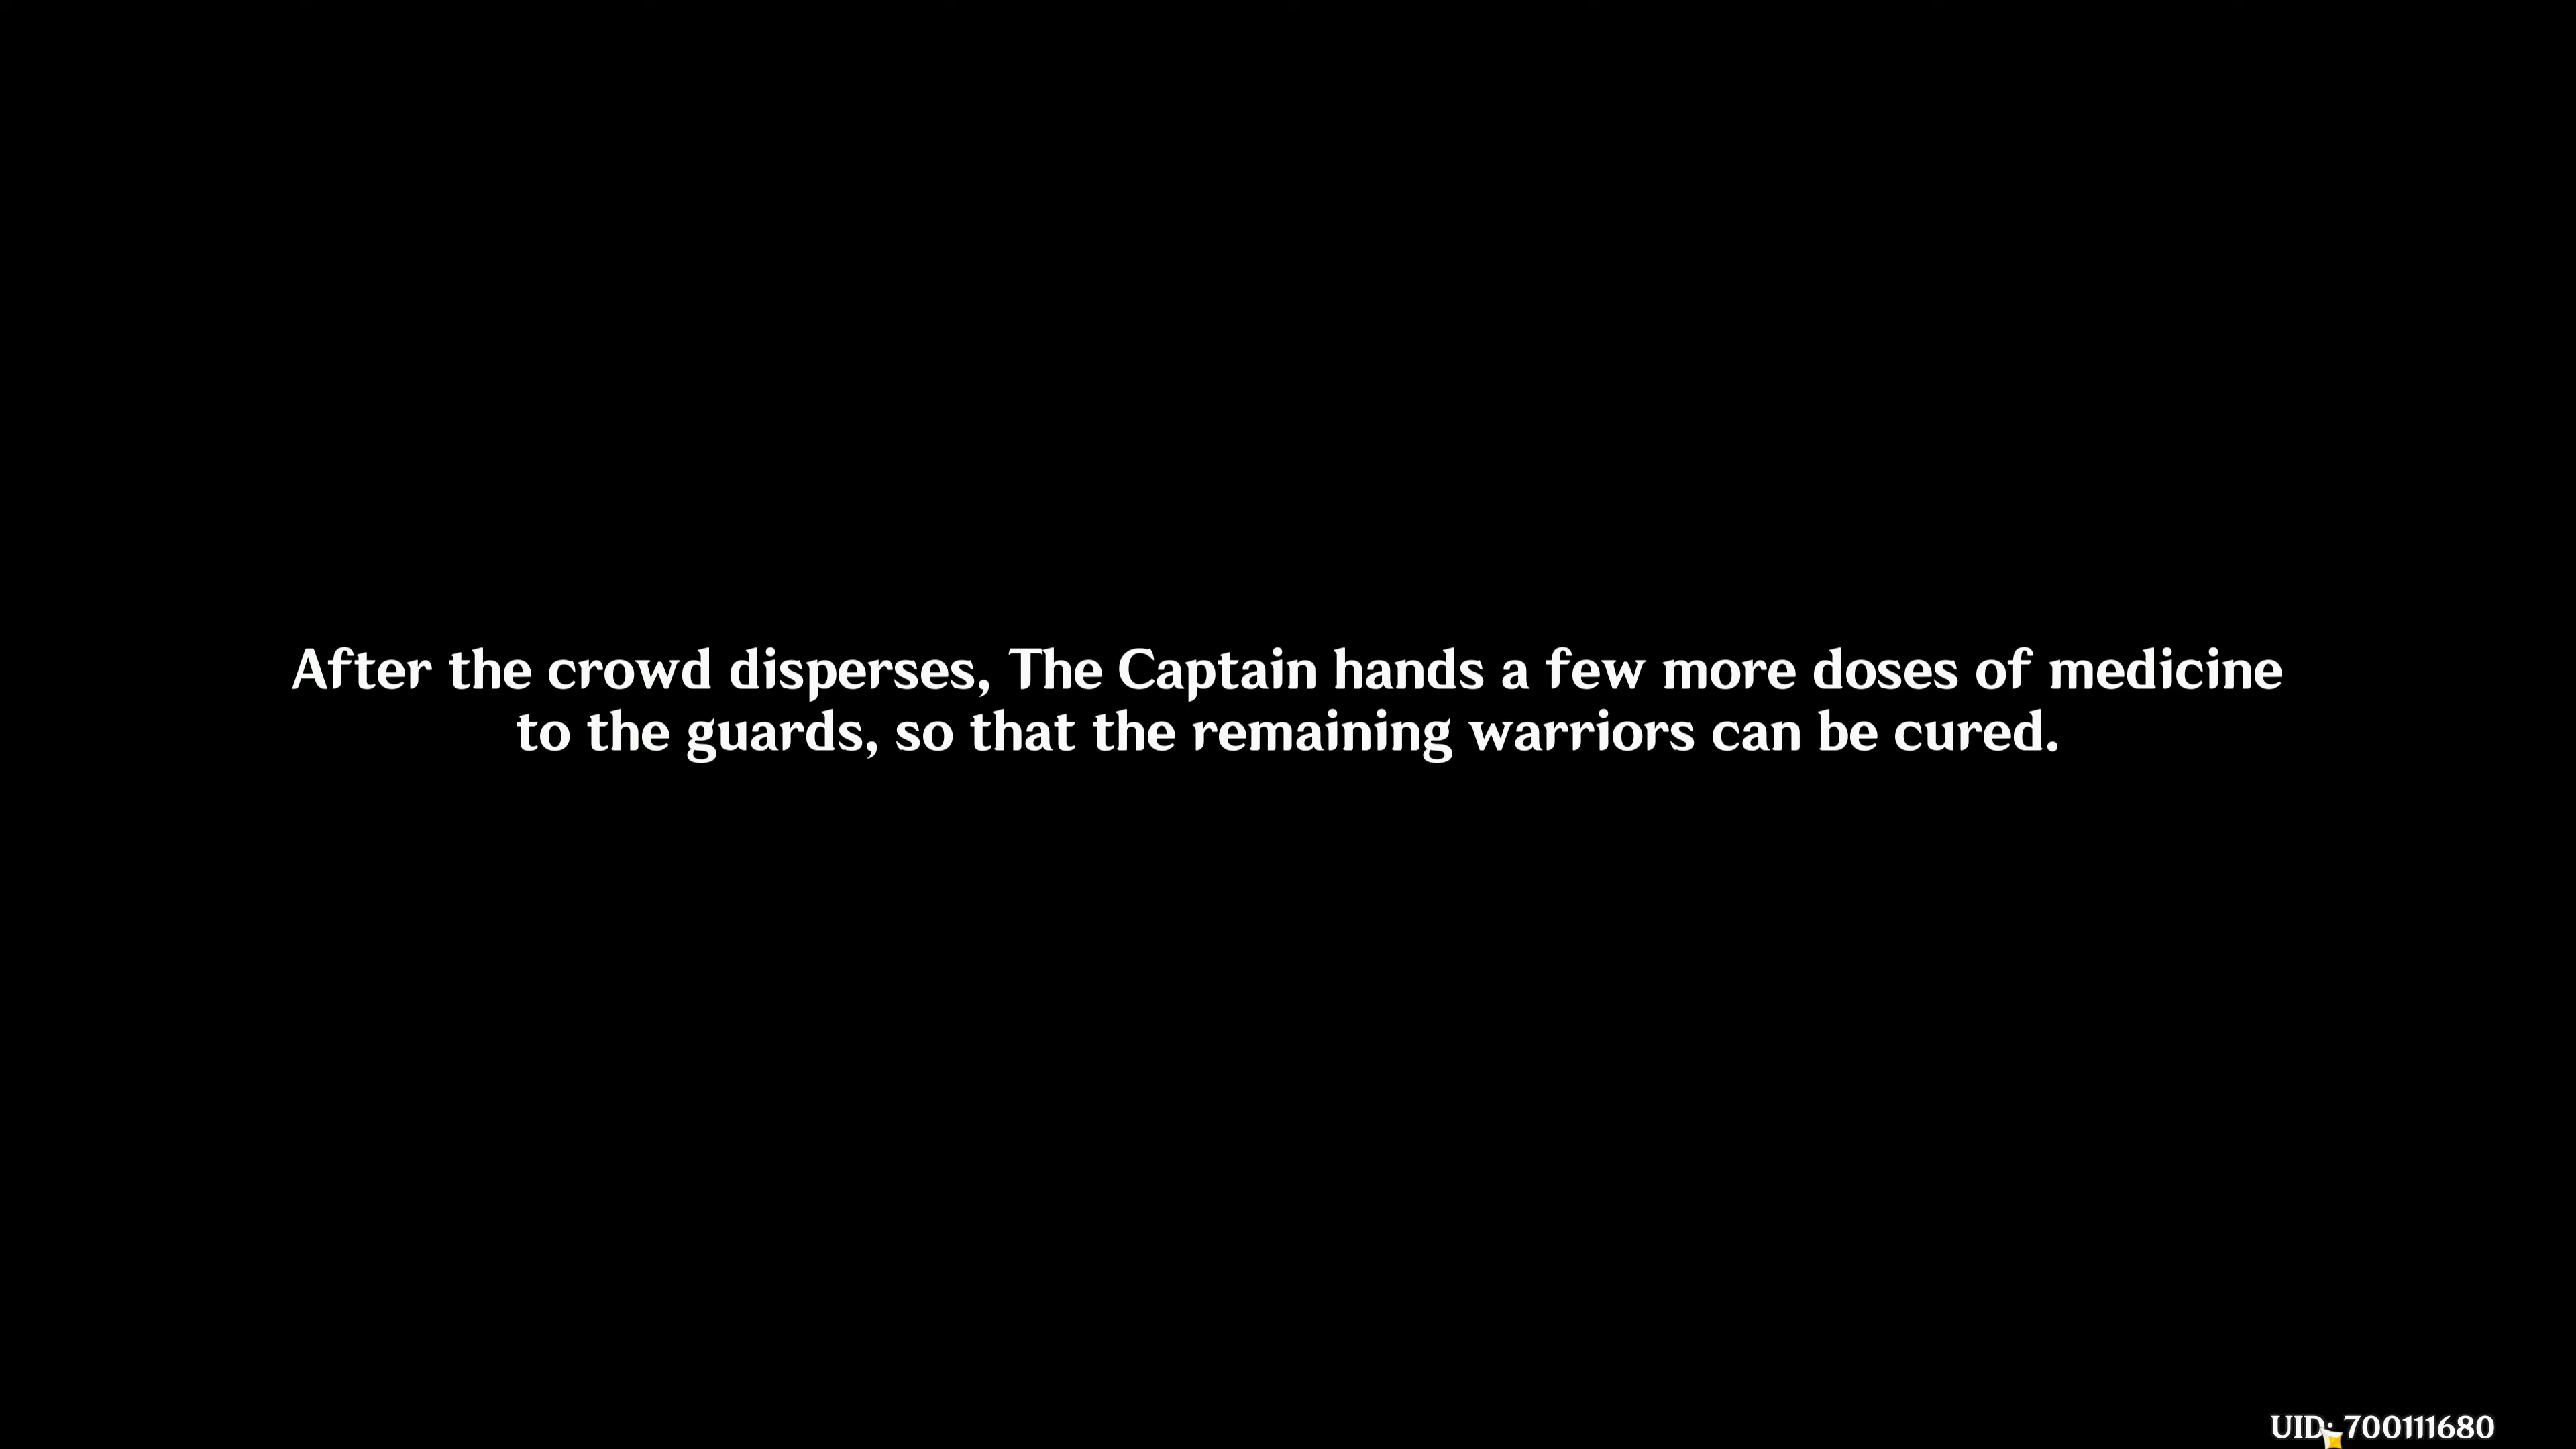 After the crowd disperses, The Captain hands a few more doses of medicine
to the guards, so that the remaining warriors can be cured.
UID: 700111680